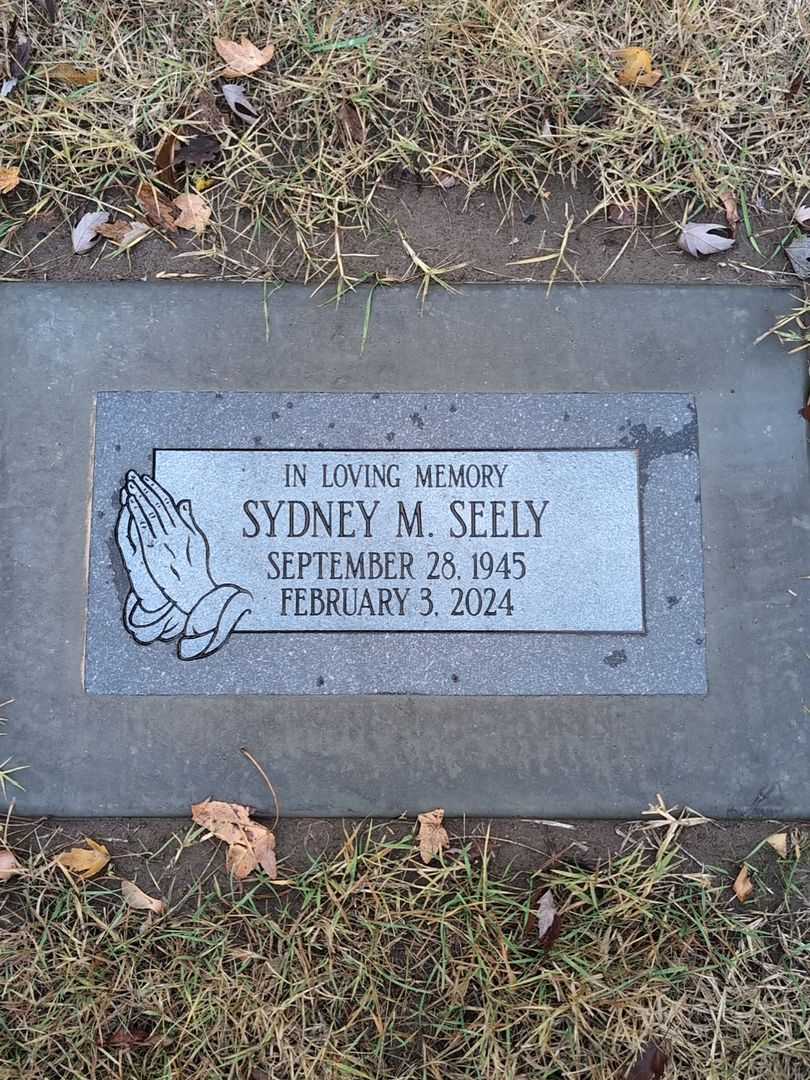 IN LOVING MEMORY
SYDNEY M. SEELY
SEPTEMBER 28, 1945
FEBRUARY 3, 2024